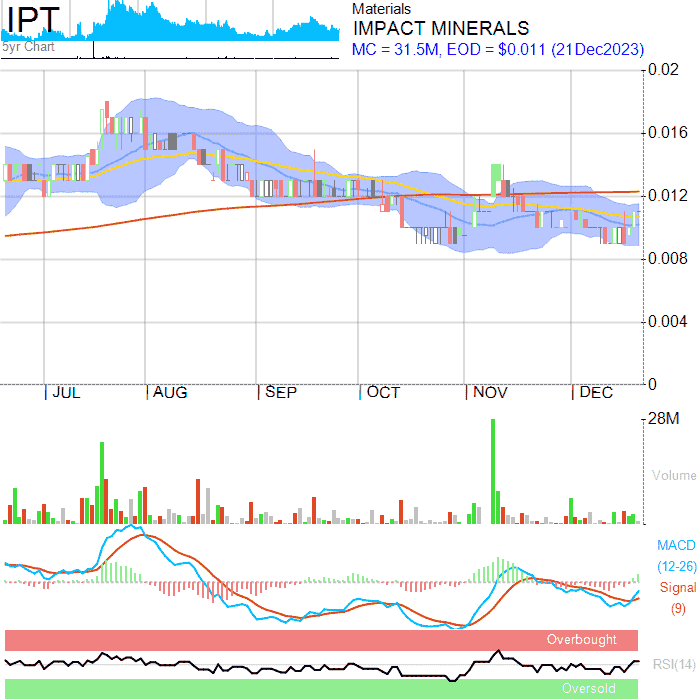 IPT
5yr Chart
Materials
IMPACT MINERALS
MC = 31.5M, EOD = $0.011 (21Dec2023)
0.02
0.016
0.012
0.008
0.004
0
JUL AUG SEP OCT NOV DEC
28M
Volume
MACD
(12-26)
Signal
(9)
Overbought
RSI(14)
Oversold